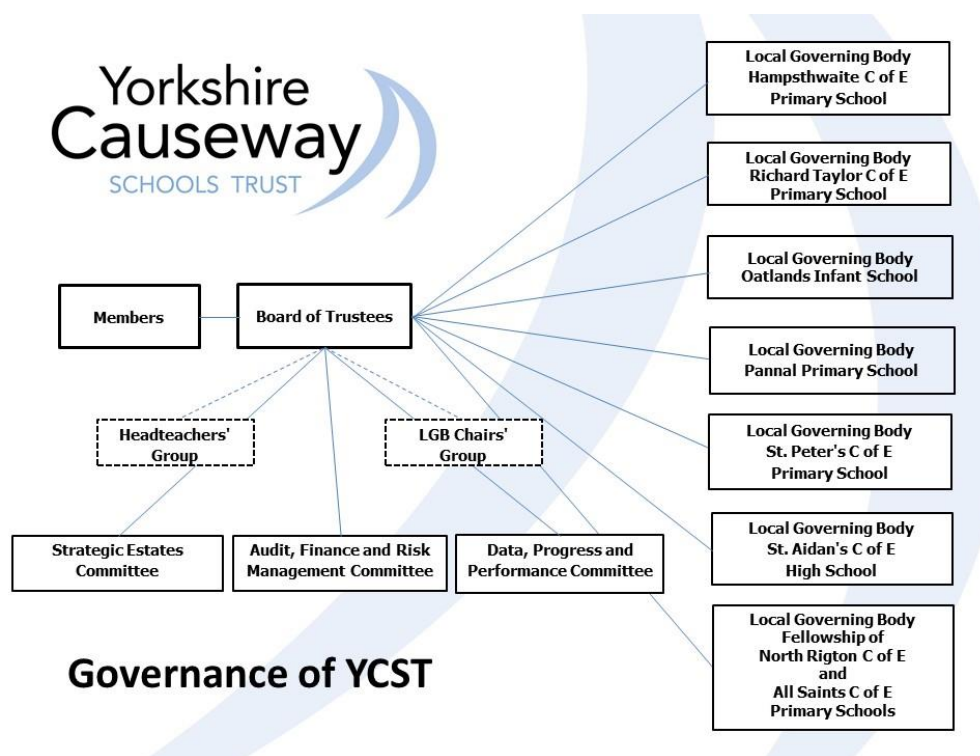 Yorkshire
Causeway
SCHOOLS TRUST
Members
Board of Trustees
Headteachers'
Group
LGB Chairs'
Group
Strategic Estates
Committee
Audit, Finance and Risk
Management Committee
Data, Progress and
Performance Committee
Local Governing Body
Hampsthwaite C of E
Primary School
Local Governing Body
Richard Taylor C of E
Primary School
Local Governing Body
Oatlands Infant School
Local Governing Body
Pannal Primary School
Local Governing Body
St. Peter's C of E
Primary School
Local Governing Body
St. Aidan's C of E
High School
Local Governing Body
Fellowship of
North Rigton C of E
and
All Saints C of E
Primary Schools
Governance of YCST